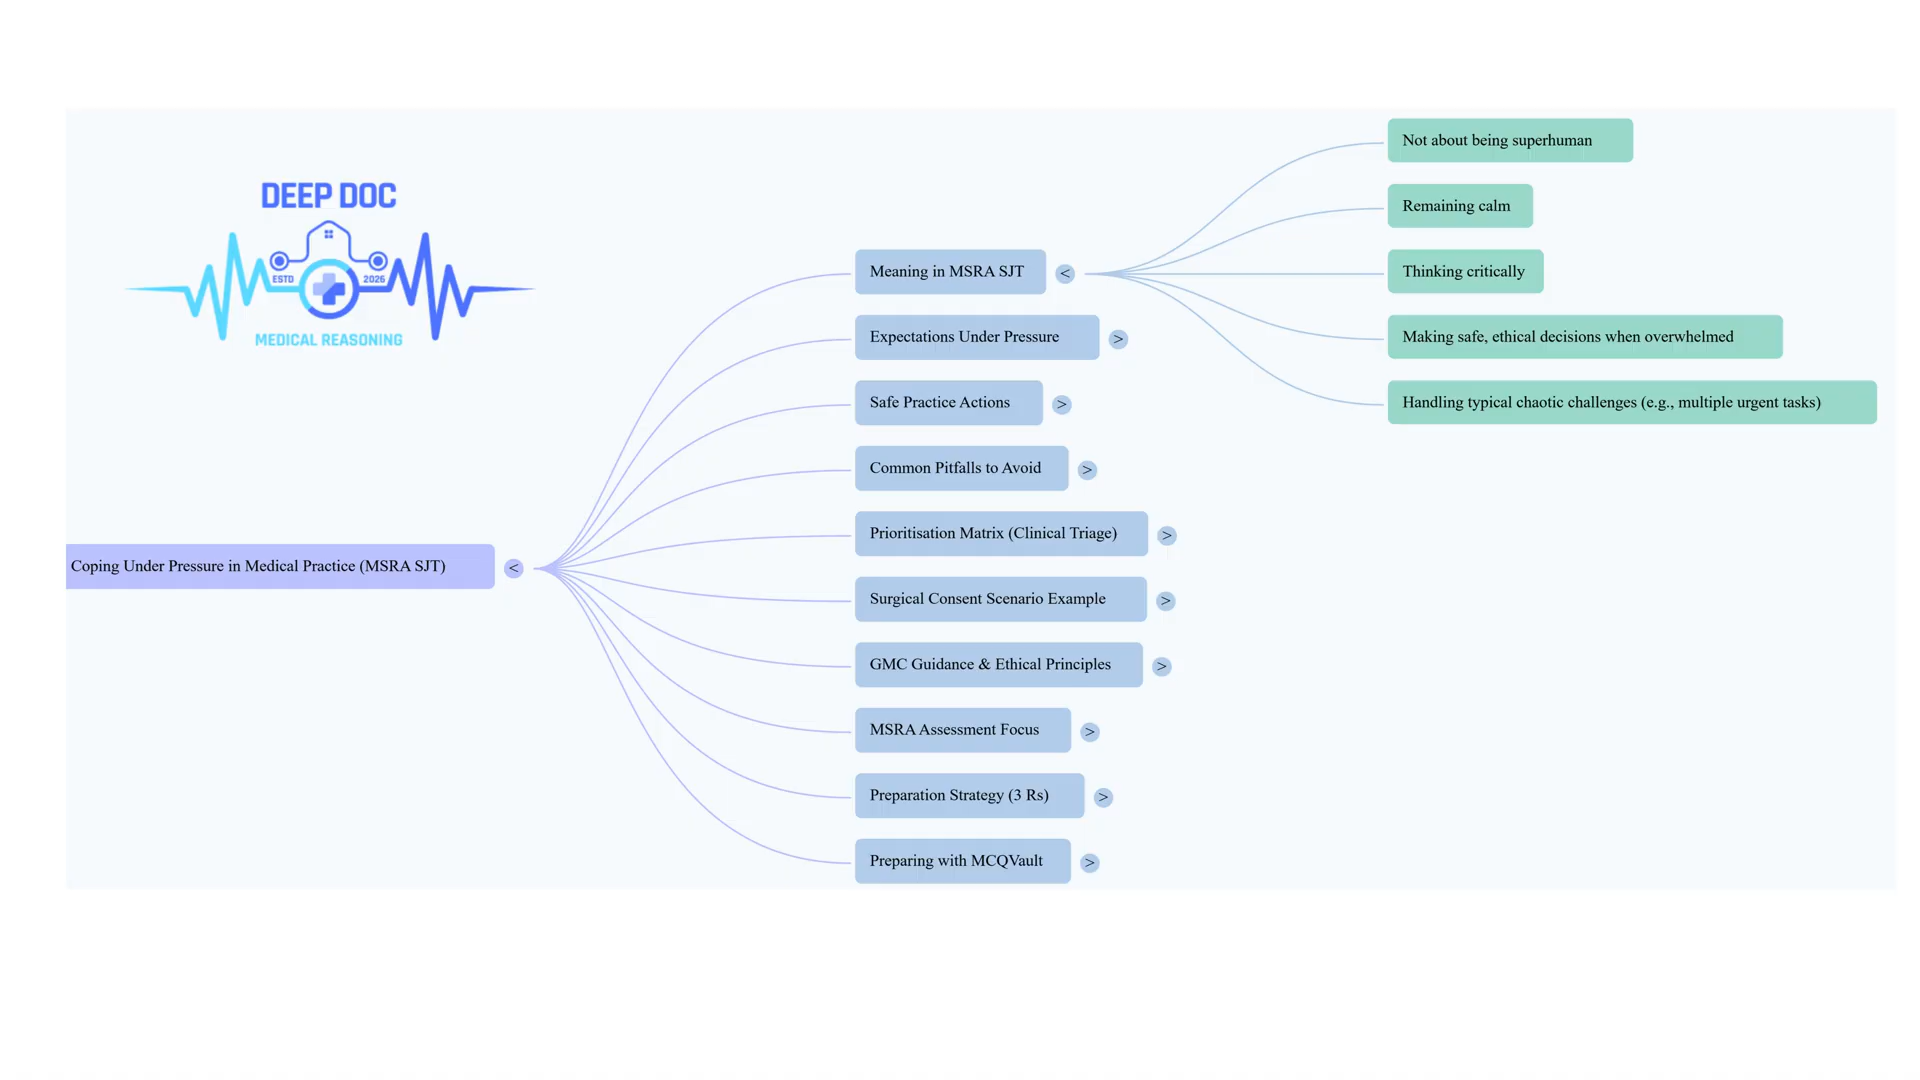 DEEP DOC
ESTD
2026
MEDICAL REASONING
Coping Under Pressure in Medical Practice (MSRA SJT)
<
Meaning in MSRA SJT
<
Expectations Under Pressure
>
Safe Practice Actions
>
Common Pitfalls to Avoid
>
Prioritisation Matrix (Clinical Triage)
>
Surgical Consent Scenario Example
>
GMC Guidance & Ethical Principles
>
MSRA Assessment Focus
>
Preparation Strategy (3 Rs)
>
Preparing with MCQVault
>
Not about being superhuman
Remaining calm
Thinking critically
Making safe, ethical decisions when overwhelmed
Handling typical chaotic challenges (e.g., multiple urgent tasks)